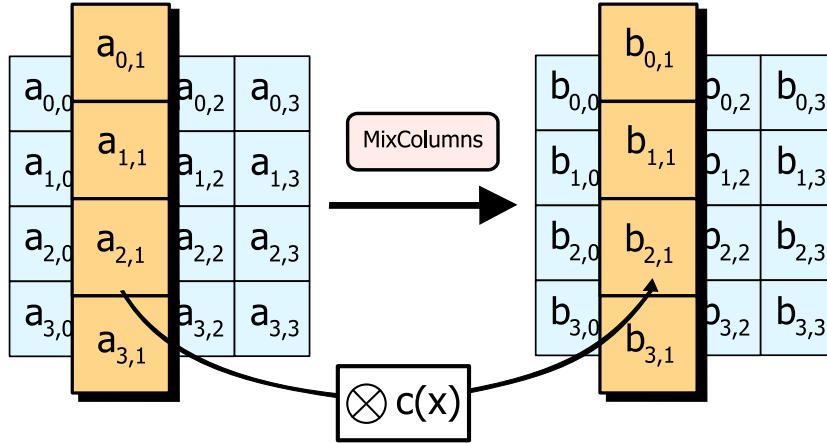 a0,1
a0,0 a0,2 a0,3
a1,1
a1,0 a1,2 a1,3
a2,1
a2,0 a2,2 a2,3
a3,0 a3,2 a3,3
a3,1
MixColumns
b0,1
b0,0 b0,2 b0,3
b1,1
b1,0 b1,2 b1,3
b2,1
b2,0 b2,2 b2,3
b3,0 b3,2 b3,3
b3,1
⊗ c(x)